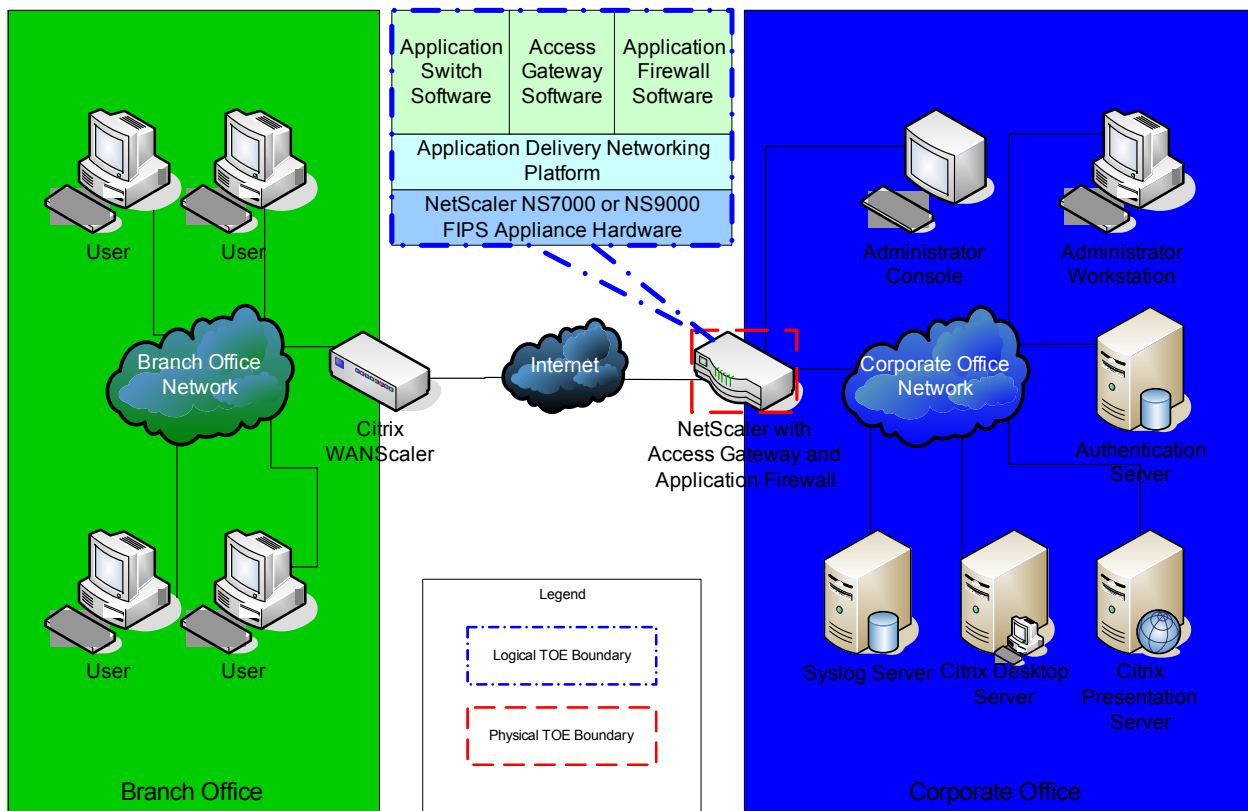 Application
Switch
Software
Access
Gateway
Software
Application
Firewall
Software
Application Delivery Networking
Platform
NetScaler NS7000 or NS9000
FIPS Appliance Hardware
User
User
Administrator
Console
Administrator
Workstation
Branch Office
Network
Internet
Corporate Office
Network
Citrix
WANScaler
NetScaler with
Access Gateway and
Application Firewall
Authentication
Server
User
User
Syslog Server
Citrix Desktop
Server
Citrix
Presentation
Server
Legend
Logical TOE Boundary
Physical TOE Boundary
Branch Office
Corporate Office